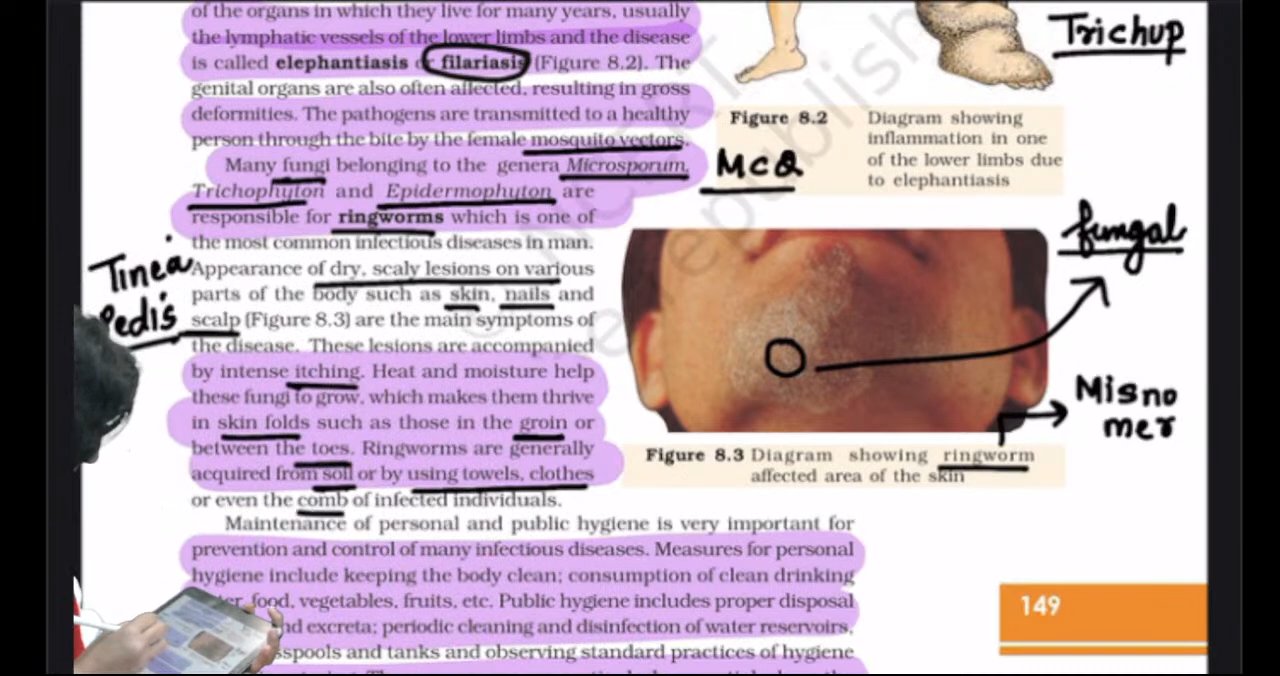 of the organs in which they live for many years, usually
the lymphatic vessels of the lower limbs and the disease
is called elephantiasis or filariasis (Figure 8.2). The
genital organs are also often affected, resulting in gross
deformities. The pathogens are transmitted to a healthy
person through the bite by the female mosquito vectors.
Many fungi belonging to the genera Microsporum,
Trichophyton and Epidermophyton are
responsible for ringworms which is one of
the most common infectious diseases in man.
Appearance of dry, scaly lesions on various
parts of the body such as skin, nails and
scalp (Figure 8.3) are the main symptoms of
the disease. These lesions are accompanied
by intense itching. Heat and moisture help
these fungi to grow, which makes them thrive
in skin folds such as those in the groin or
between the toes. Ringworms are generally
acquired from soil or by using towels, clothes
or even the comb of infected individuals.
Tinea
Pedis
Trichup
Figure 8.2 Diagram showing
inflammation in one
of the lower limbs due
to elephantiasis
McQ
fungal
Misno
mer
Figure 8.3 Diagram showing ringworm
affected area of the skin
Maintenance of personal and public hygiene is very important for
prevention and control of many infectious diseases. Measures for personal
hygiene include keeping the body clean; consumption of clean drinking
food, vegetables, fruits, etc. Public hygiene includes proper disposal
excreta; periodic cleaning and disinfection of water reservoirs,
and tanks and observing standard practices of hygiene
149